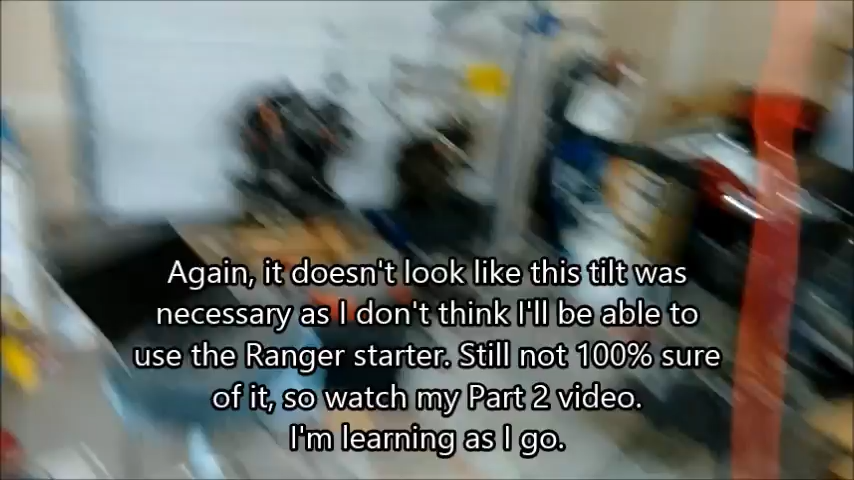 Again, it doesn't look like this tilt was
necessary as I don't think I'll be able to
use the Ranger starter. Still not 100% sure
of it, so watch my Part 2 video.
I'm learning as I go.